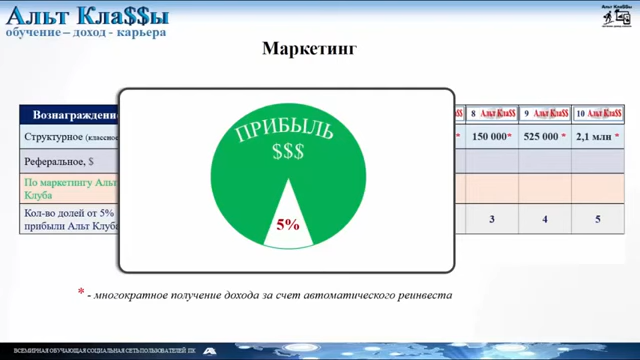 Альт Кла$$ы
обучение – доход - карьера
Альт Кла$$ы
Маркетинг
Вознаграждение
8 Альт Кла$$
9 Альт Кла$$
10 Альт Кла$$
Структурное
*
150 000*
525 000 *
2,1 млн *
Реферальное, $
По маркетингу Альт
Клуба
Кол-во долей от 5%
прибыли Альт Клуба
3
4
5
ПРИБЫЛЬ
$$$
5%
* - многократное получение дохода за счет автоматического реинвеста
ВСЕМИРНАЯ ОБУЧАЮЩАЯ СОЦИАЛЬНАЯ СЕТЬ ПОЛЬЗОВАТЕЛЕЙ ПК